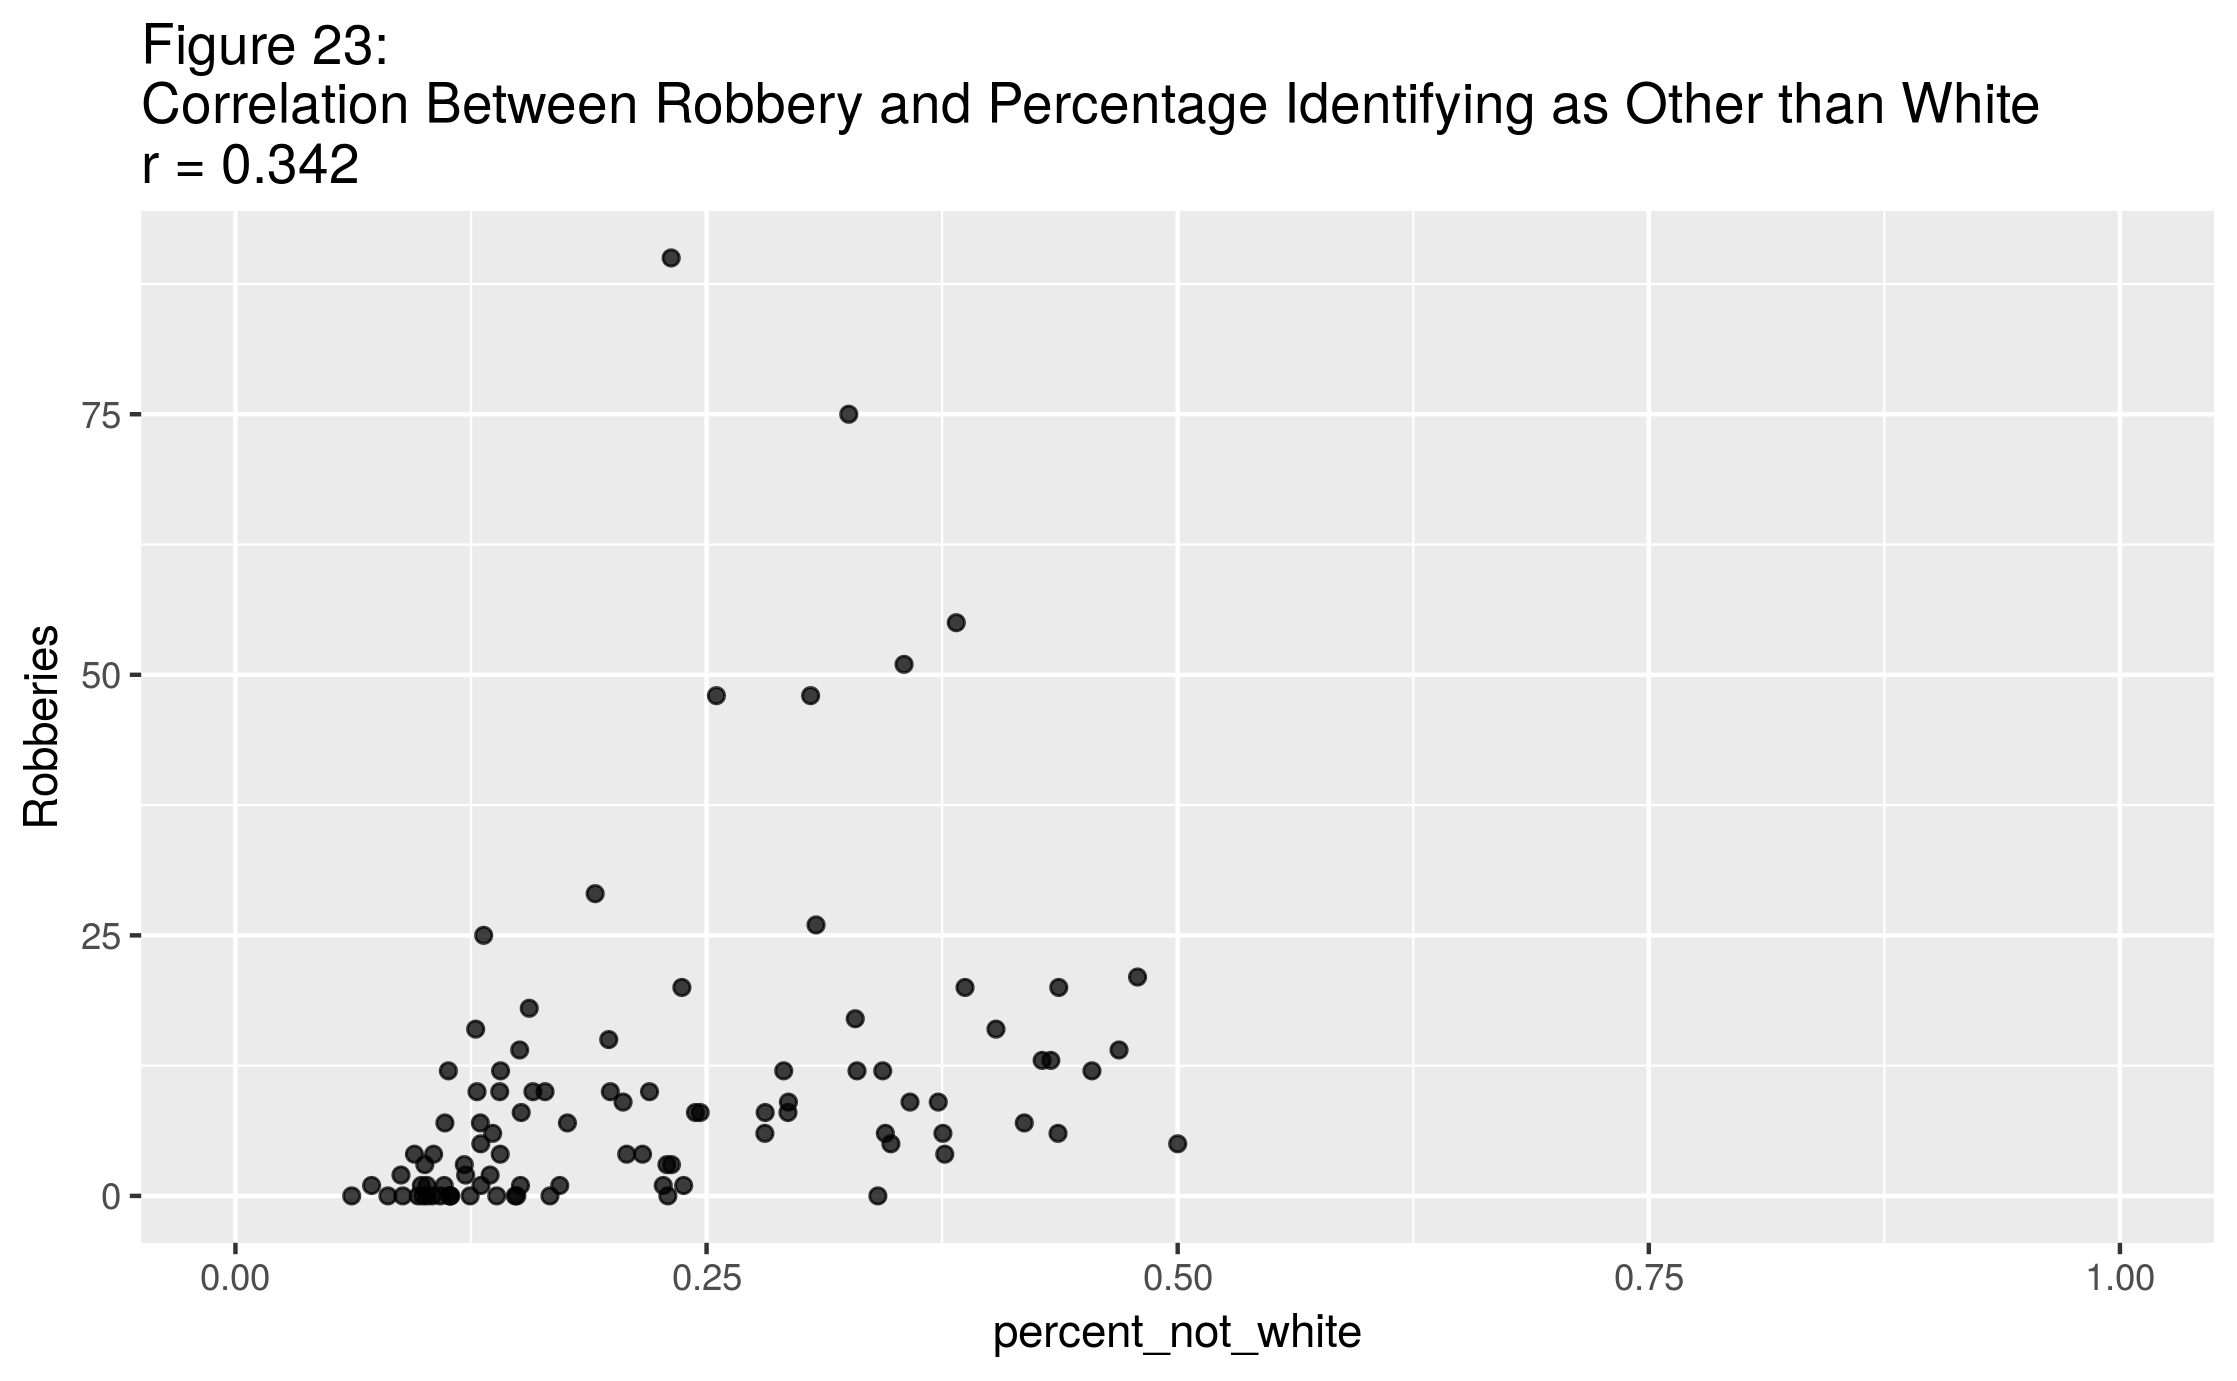 Figure 23:
Correlation Between Robbery and Percentage Identifying as Other than White
r = 0.342
75
50
25
0
Robberies
0.00 0.25 0.50 0.75 1.00
percent_not_white